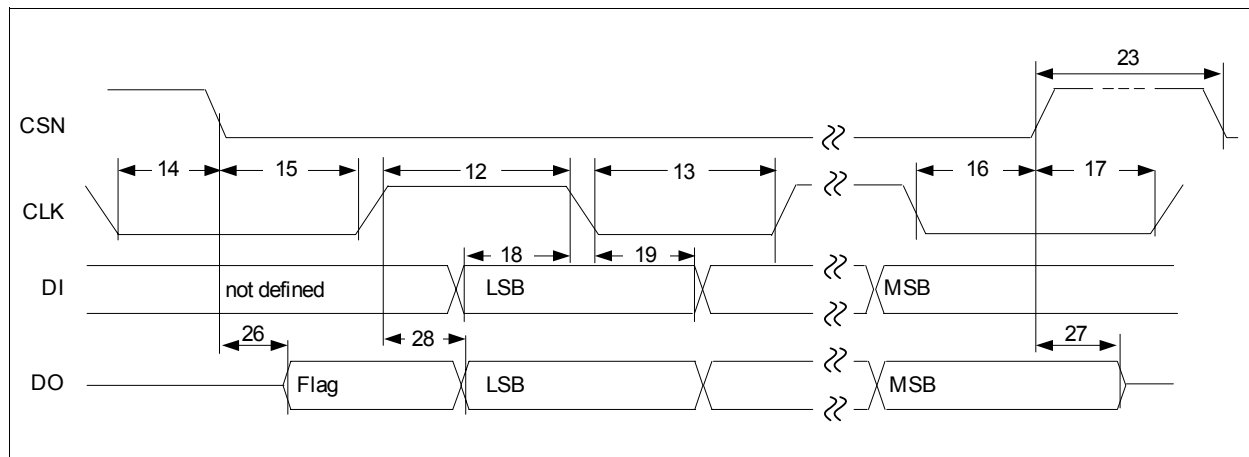 23
CSN
14 15 12 13 16 17
CLK
18 19
DI not defined LSB MSB
26 28 27
DO Flag LSB MSB